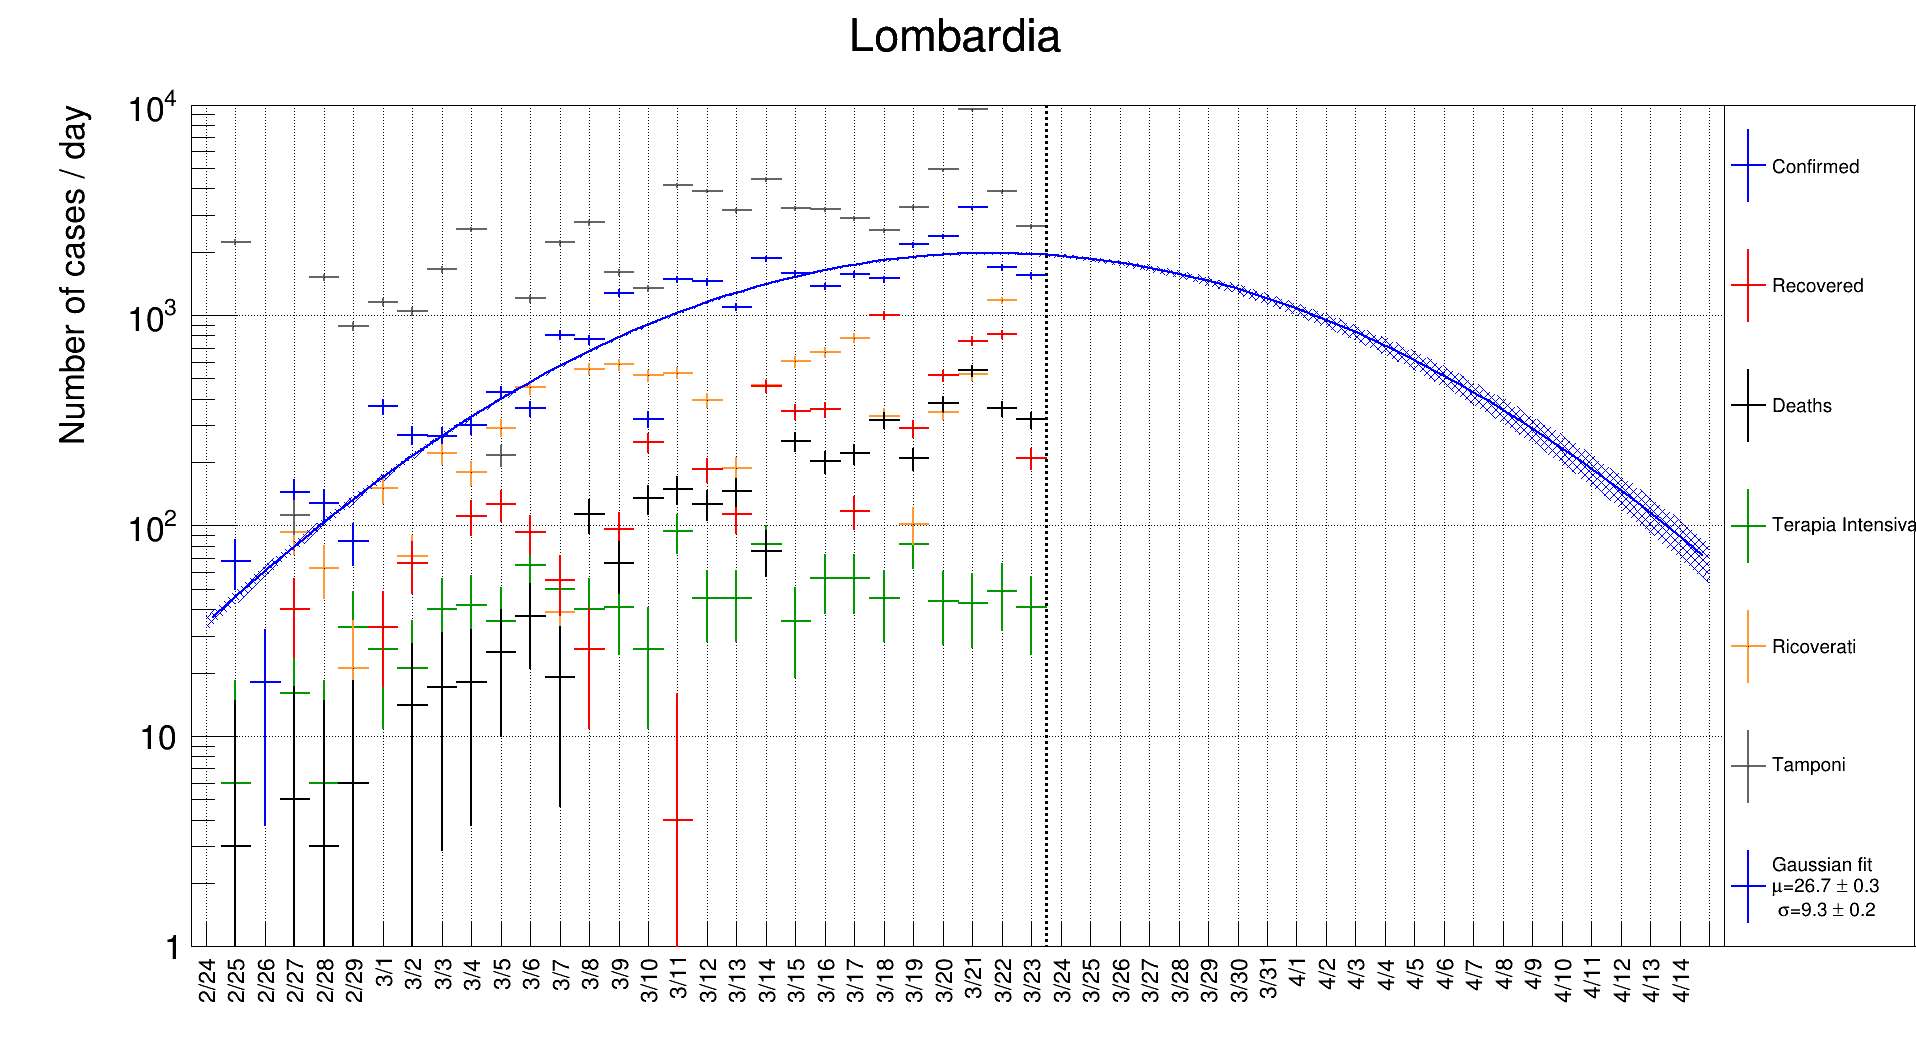 Lombardia
Number of cases / day
10⁴
10³
10²
10
1
2/24 2/25 2/26 2/27 2/28 2/29 3/1 3/2 3/3 3/4 3/5 3/6 3/7 3/8 3/9 3/10 3/11 3/12 3/13 3/14 3/15 3/16 3/17 3/18 3/19 3/20 3/21 3/22 3/23 3/24 3/25 3/26 3/27 3/28 3/29 3/30 3/31 4/1 4/2 4/3 4/4 4/5 4/6 4/7 4/8 4/9 4/10 4/11 4/12 4/13 4/14
Confirmed
Recovered
Deaths
Terapia Intensiva
Ricoverati
Tamponi
Gaussian fit
μ=26.7 ± 0.3
σ=9.3 ± 0.2